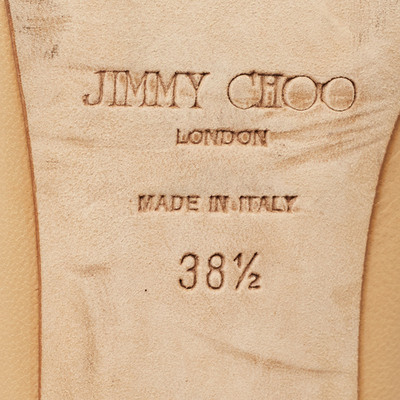 JIMMY CHOO
LONDON
MADE IN ITALY
38½